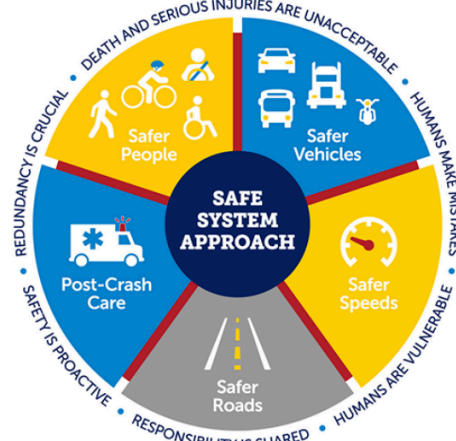 DEATH AND SERIOUS INJURIES ARE UNACCEPTABLE
HUMANS MAKE MISTAKES
HUMANS ARE VULNERABLE
RESPONSIBILITY IS SHARED
SAFETY IS PROACTIVE
REDUNDANCY IS CRUCIAL
Safer
People
Safer
Vehicles
SAFE
SYSTEM
APPROACH
Post-Crash
Care
Safer
Speeds
Safer
Roads